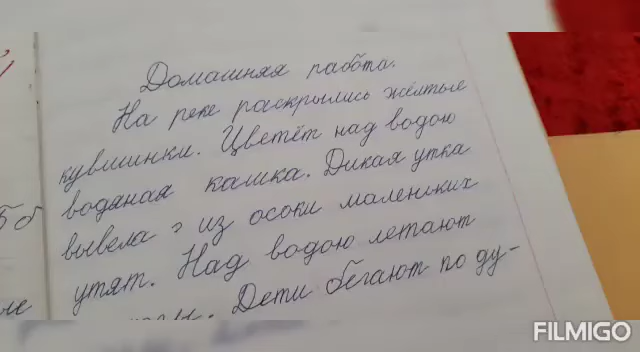 Домашняя работа.
На реке раскрылись жёлтые
кувшинки. Цветёт над водою
водяная кашка. Дикая утка
вывела из осоки маленьких
утят. Над водою летают
Дети бегают по ду-
FILMIGO